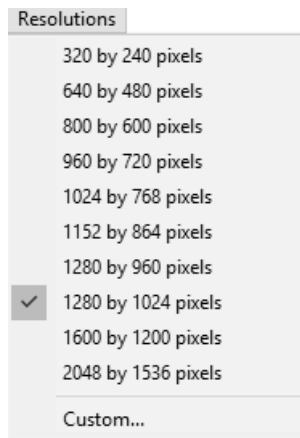 Resolutions
320 by 240 pixels
640 by 480 pixels
800 by 600 pixels
960 by 720 pixels
1024 by 768 pixels
1152 by 864 pixels
1280 by 960 pixels
1280 by 1024 pixels
1600 by 1200 pixels
2048 by 1536 pixels
Custom...